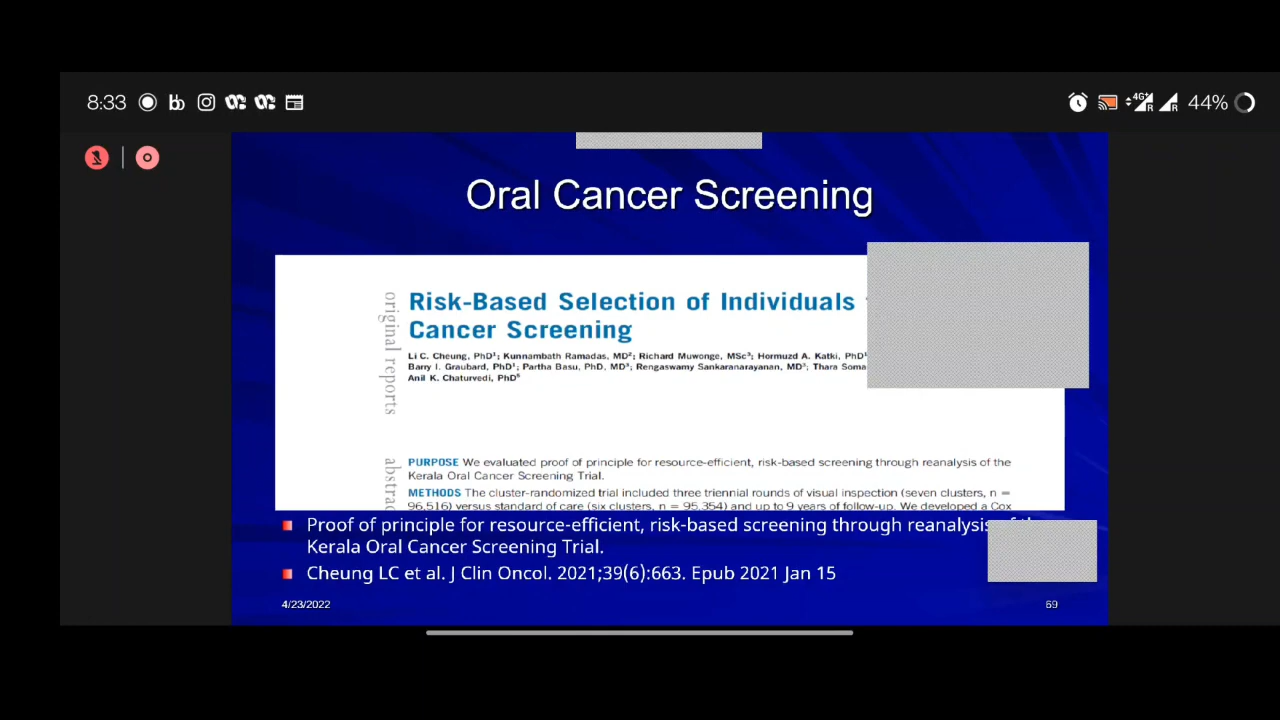 8:33
4G+
R
R
44%
Oral Cancer Screening
original reports
Risk-Based Selection of Individuals
Cancer Screening
Li C. Cheung, PhD1; Kunnambath Ramadas, MD2; Richard Muwonge, MSc3; Hormuzd A. Katki, PhD1
Barry I. Graubard, PhD1; Partha Basu, PhD, MD3; Rengaswamy Sankaranarayanan, MD3; Thara
Anil K. Chaturvedi, PhD
PURPOSE We evaluated proof of principle for resource-efficient, risk-based screening through reanalysis of the
Kerala Oral Cancer Screening Trial.
METHODS The cluster-randomized trial included three triennial rounds of visual inspection (seven clusters, n =
96,516) versus standard of care (six clusters, n = 95,354) and up to 9 years of follow-up. We developed a Cox
Proof of principle for resource-efficient, risk-based screening through reanalysis
Kerala Oral Cancer Screening Trial.
Cheung LC et al. J Clin Oncol. 2021;39(6):663. Epub 2021 Jan 15
4/23/2022
69